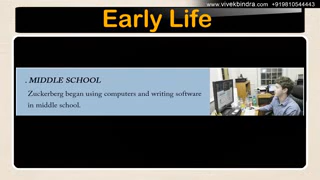 www.vivekbindra.com +919810544443
Early Life
. MIDDLE SCHOOL
Zuckerberg began using computers and writing software
in middle school.